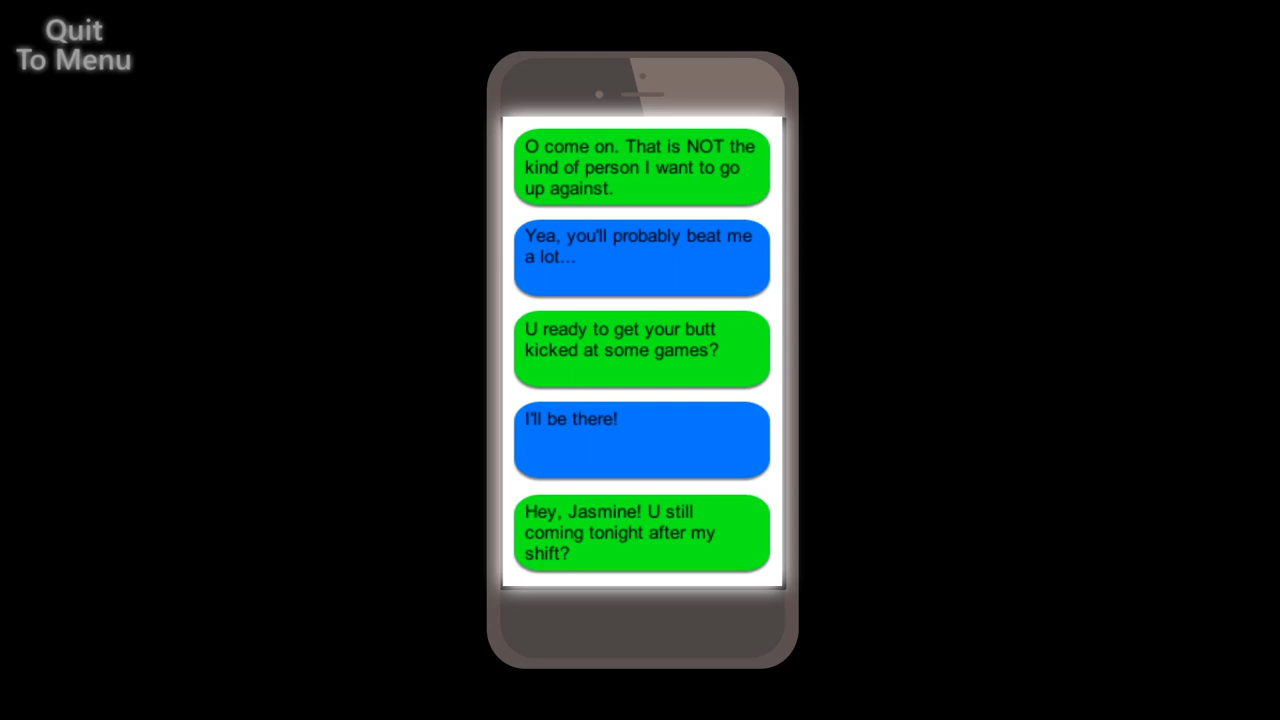 Quit
To Menu
O come on. That is NOT the
kind of person I want to go
up against.
Yea, you'll probably beat me
a lot...
U ready to get your butt
kicked at some games?
I'll be there!
Hey, Jasmine! U still
coming tonight after my
shift?